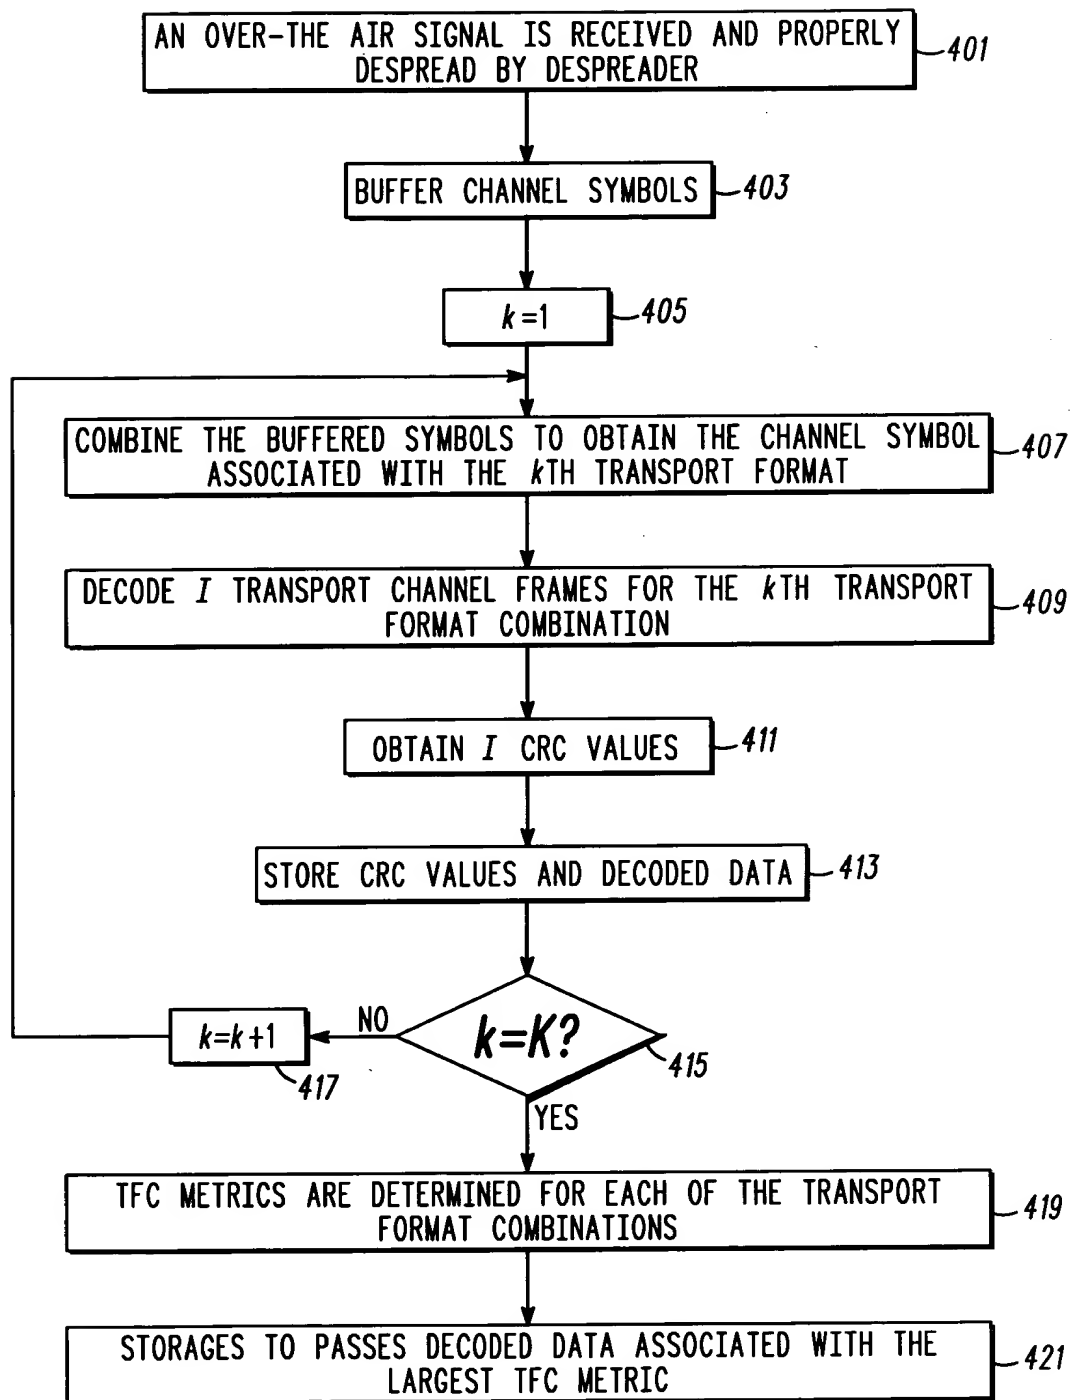 AN OVER-THE AIR SIGNAL IS RECEIVED AND PROPERLY
DESPREAD BY DESPREADER
401
BUFFER CHANNEL SYMBOLS
403
k=1
405
COMBINE THE BUFFERED SYMBOLS TO OBTAIN THE CHANNEL SYMBOL
ASSOCIATED WITH THE kTH TRANSPORT FORMAT
407
DECODE I TRANSPORT CHANNEL FRAMES FOR THE kTH TRANSPORT
FORMAT COMBINATION
409
OBTAIN I CRC VALUES
411
STORE CRC VALUES AND DECODED DATA
413
k=K?
415
NO
k=k+1
417
YES
TFC METRICS ARE DETERMINED FOR EACH OF THE TRANSPORT
FORMAT COMBINATIONS
419
STORAGES TO PASSES DECODED DATA ASSOCIATED WITH THE
LARGEST TFC METRIC
421